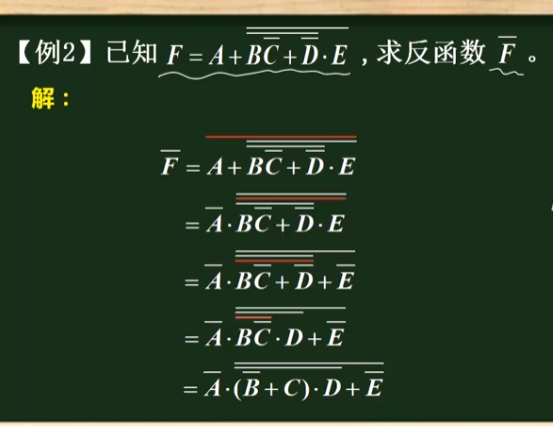 【例2】已知 $F = A + \overline{\overline{B\overline{C} + \overline{D}} \cdot E}$ ,求反函数 $\overline{F}$ 。
解:
$\overline{F} = \overline{A + \overline{\overline{B\overline{C} + \overline{D}} \cdot E}}$
$= \overline{A} \cdot \overline{\overline{\overline{B\overline{C} + \overline{D}} \cdot E}}$
$= \overline{A} \cdot \overline{\overline{\overline{B\overline{C} + \overline{D}}} + \overline{E}}$
$= \overline{A} \cdot \overline{\overline{\overline{B\overline{C}} \cdot D} + \overline{E}}$
$= \overline{A} \cdot \overline{\overline{(\overline{B} + C) \cdot D} + \overline{E}}$